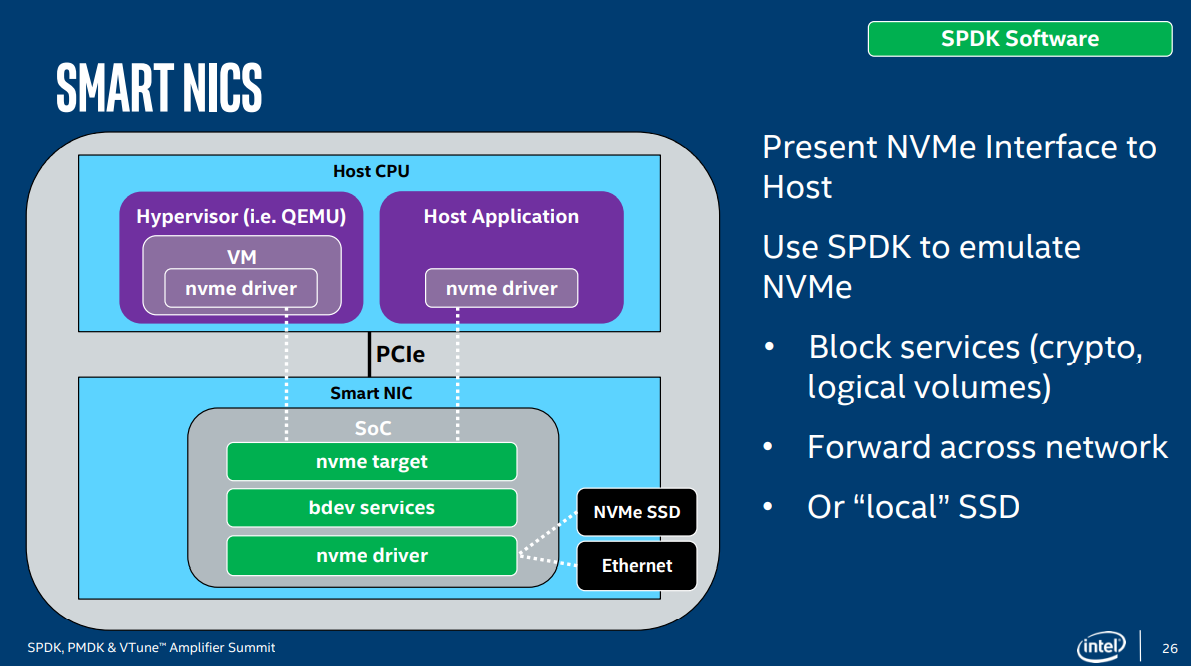 SPDK Software
SMART NICS
Host CPU
Hypervisor (i.e. QEMU)
VM
nvme driver
Host Application
nvme driver
PCIe
Smart NIC
SoC
nvme target
bdev services
nvme driver
NVMe SSD
Ethernet
Present NVMe Interface to
Host
Use SPDK to emulate
NVMe
• Block services (crypto,
logical volumes)
• Forward across network
• Or “local” SSD
SPDK, PMDK & VTune™ Amplifier Summit
intel
26